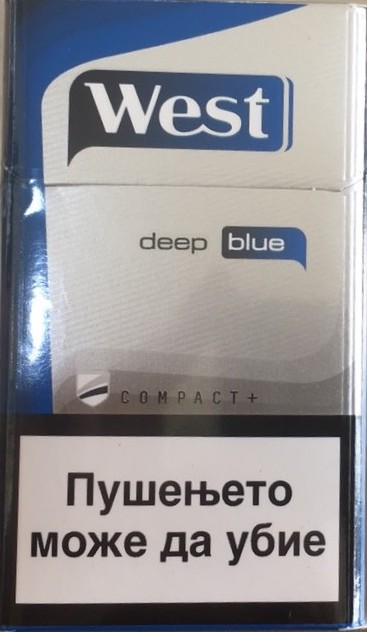 West
deep blue
COMPACT+
Пушењето
може да убие